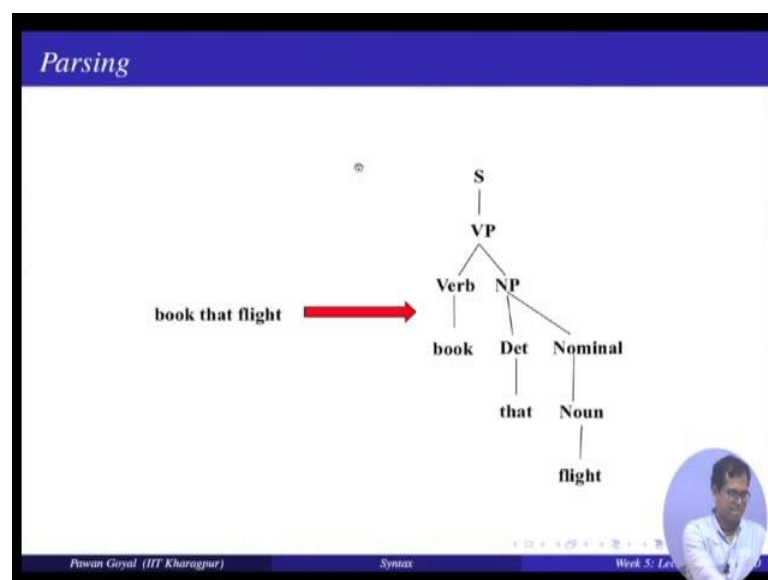 Parsing
S
VP
Verb NP
book that flight
book Det Nominal
that Noun
flight
Pawan Goyal (IIT Kharagpur) Syntax Week 5: